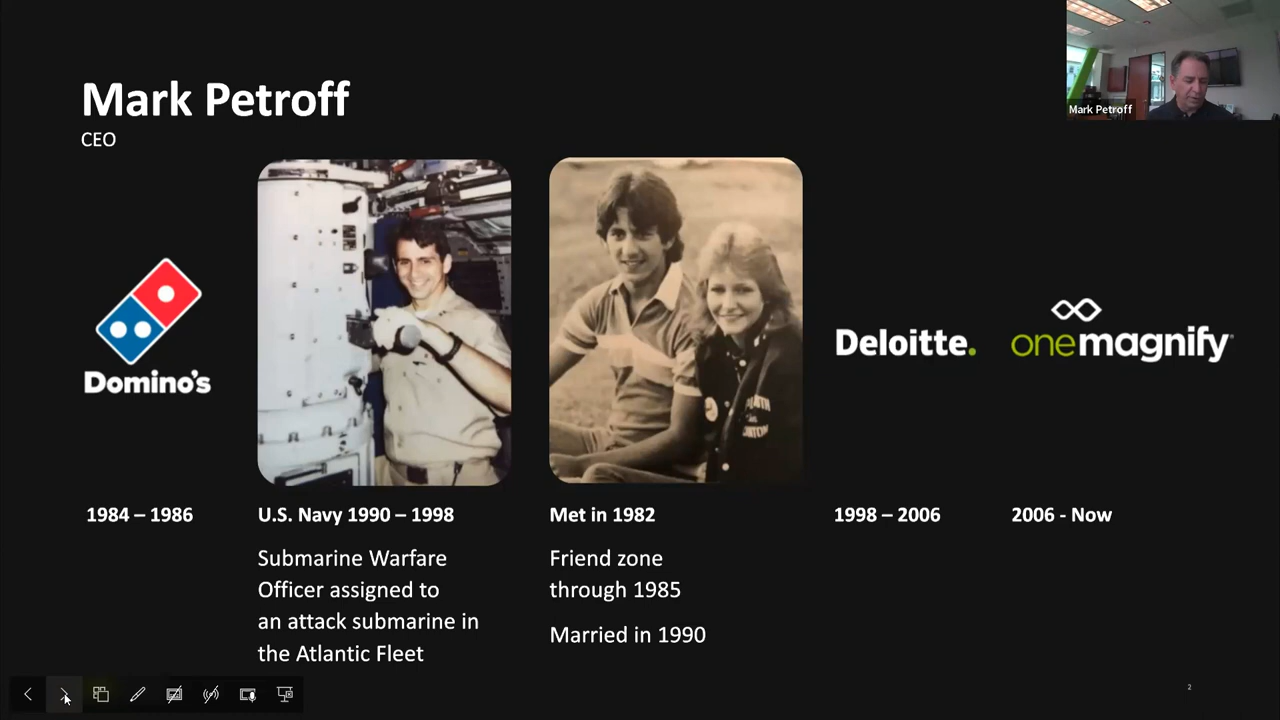 Mark Petroff
CEO
Mark Petroff
Domino's
Deloitte.
onemagnify
1984 – 1986
U.S. Navy 1990 – 1998
Submarine Warfare
Officer assigned to
an attack submarine in
the Atlantic Fleet
Met in 1982
Friend zone
through 1985
Married in 1990
1998 – 2006
2006 - Now
2